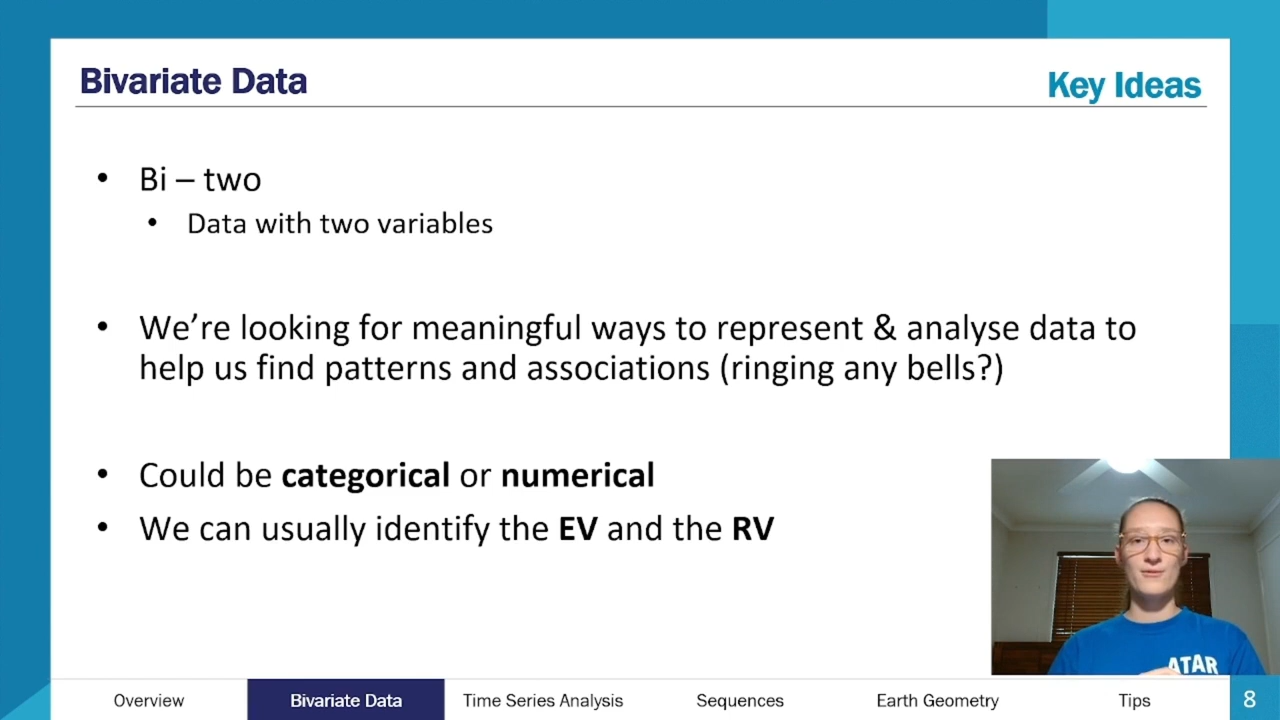 Bivariate Data
Key Ideas
• Bi – two
• Data with two variables
• We’re looking for meaningful ways to represent & analyse data to
help us find patterns and associations (ringing any bells?)
• Could be categorical or numerical
• We can usually identify the EV and the RV
ATAR
Overview
Bivariate Data
Time Series Analysis
Sequences
Earth Geometry
Tips
8